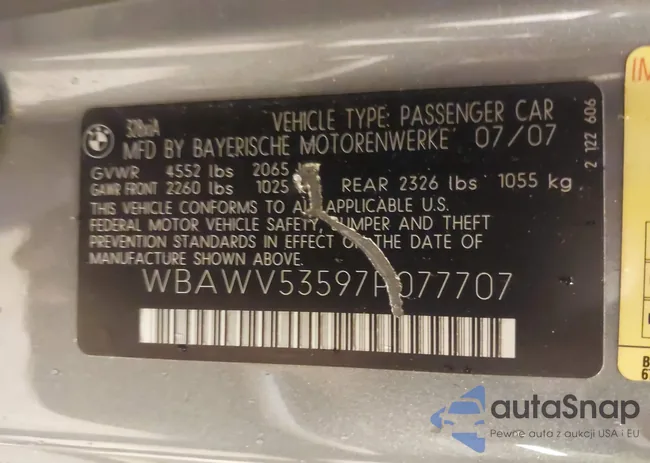 BMW
328xiA
VEHICLE TYPE: PASSENGER CAR
MFD BY BAYERISCHE MOTORENWERKE 07/07
GVWR 4552 lbs 2065
GAWR FRONT 2260 lbs 1025 REAR 2326 lbs 1055 kg
THIS VEHICLE CONFORMS TO ALL APPLICABLE U.S.
FEDERAL MOTOR VEHICLE SAFETY, BUMPER AND THEFT
PREVENTION STANDARDS IN EFFECT ON THE DATE OF
MANUFACTURE SHOWN ABOVE.
WBAWV53597P077707
2 122 606
IM
B
6
autaSnap
Pewne auta z aukcji USA i EU